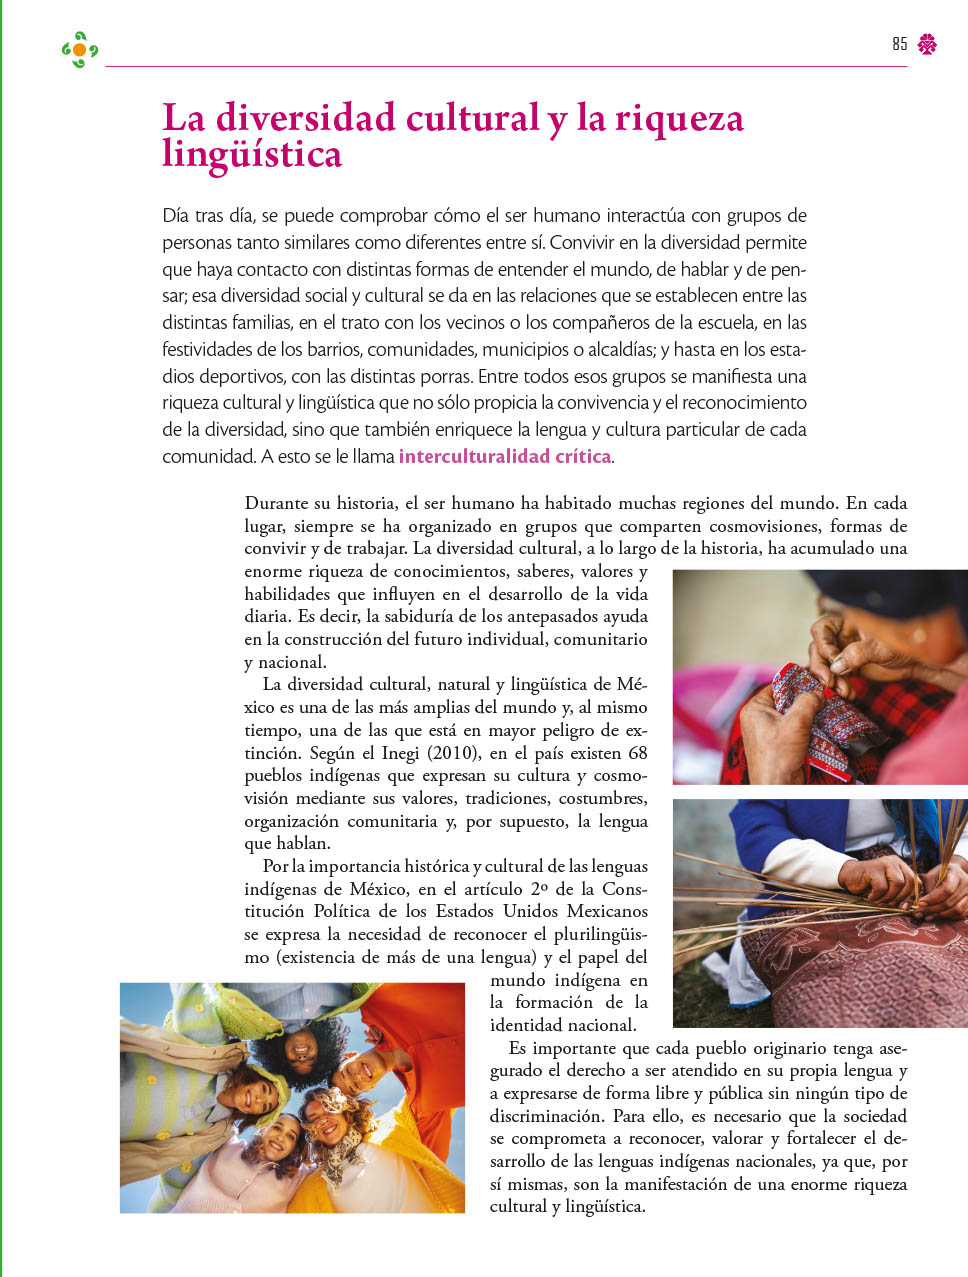 85
La diversidad cultural y la riqueza
lingüística
Día tras día, se puede comprobar cómo el ser humano interactúa con grupos de
personas tanto similares como diferentes entre sí. Convivir en la diversidad permite
que haya contacto con distintas formas de entender el mundo, de hablar y de pen-
sar; esa diversidad social y cultural se da en las relaciones que se establecen entre las
distintas familias, en el trato con los vecinos o los compañeros de la escuela, en las
festividades de los barrios, comunidades, municipios o alcaldías; y hasta en los esta-
dios deportivos, con las distintas porras. Entre todos esos grupos se manifiesta una
riqueza cultural y lingüística que no sólo propicia la convivencia y el reconocimiento
de la diversidad, sino que también enriquece la lengua y cultura particular de cada
comunidad. A esto se le llama interculturalidad crítica.
Durante su historia, el ser humano ha habitado muchas regiones del mundo. En cada
lugar, siempre se ha organizado en grupos que comparten cosmovisiones, formas de
convivir y de trabajar. La diversidad cultural, a lo largo de la historia, ha acumulado una
enorme riqueza de conocimientos, saberes, valores y
habilidades que influyen en el desarrollo de la vida
diaria. Es decir, la sabiduría de los antepasados ayuda
en la construcción del futuro individual, comunitario
y nacional.
La diversidad cultural, natural y lingüística de Mé-
xico es una de las más amplias del mundo y, al mismo
tiempo, una de las que está en mayor peligro de ex-
tinción. Según el Inegi (2010), en el país existen 68
pueblos indígenas que expresan su cultura y cosmo-
visión mediante sus valores, tradiciones, costumbres,
organización comunitaria y, por supuesto, la lengua
que hablan.
Por la importancia histórica y cultural de las lenguas
indígenas de México, en el artículo 2º de la Cons-
titución Política de los Estados Unidos Mexicanos
se expresa la necesidad de reconocer el plurilingüis-
mo (existencia de más de una lengua) y el papel del
mundo indígena en
la formación de la
identidad nacional.
Es importante que cada pueblo originario tenga ase-
gurado el derecho a ser atendido en su propia lengua y
a expresarse de forma libre y pública sin ningún tipo de
discriminación. Para ello, es necesario que la sociedad
se comprometa a reconocer, valorar y fortalecer el de-
sarrollo de las lenguas indígenas nacionales, ya que, por
sí mismas, son la manifestación de una enorme riqueza
cultural y lingüística.